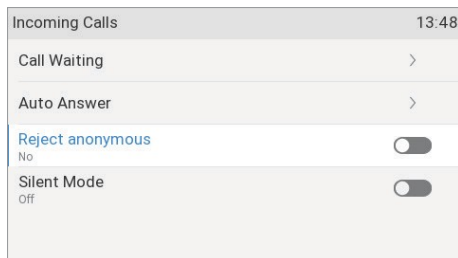 Incoming Calls 13:48
Call Waiting
Auto Answer
Reject anonymous
No
Silent Mode
Off